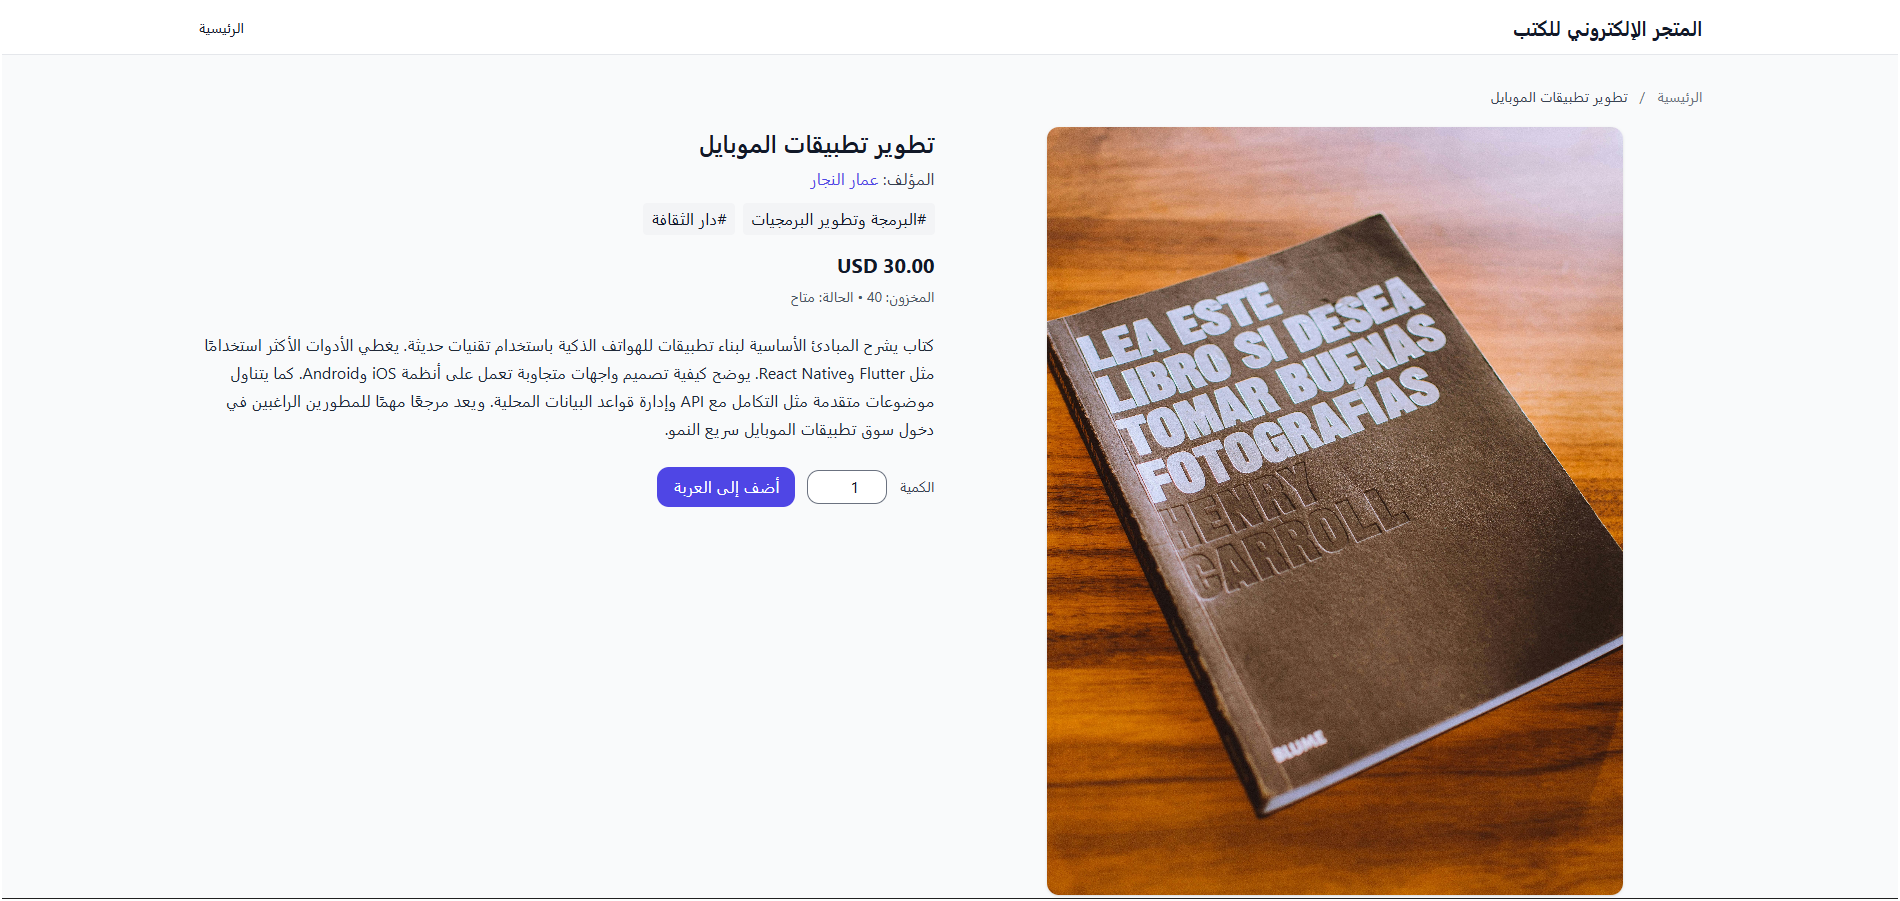 المتجر الإلكتروني للكتب
الرئيسية
الرئيسية / تطوير تطبيقات الموبايل
تطوير تطبيقات الموبايل
المؤلف: عمار النجار
#البرمجة وتطوير البرمجيات #دار الثقافة
USD 30.00
المخزون: 40 • الحالة: متاح
كتاب يشرح المبادئ الأساسية لبناء تطبيقات للهواتف الذكية باستخدام تقنيات حديثة. يغطي الأدوات الأكثر استخدامًا
مثل Flutter وReact Native. يوضح كيفية تصميم واجهات متجاوبة تعمل على أنظمة iOS وAndroid. كما يتناول
موضوعات متقدمة مثل التكامل مع API وإدارة قواعد البيانات المحلية. ويعد مرجعًا مهمًا للمطورين الراغبين في
دخول سوق تطبيقات الموبايل سريع النمو.
الكمية 1 أضف إلى العربة
LEA ESTE
LIBRO SI DESEA
TOMAR BUENAS
FOTOGRAFÍAS
HENRY
CARROLL
BLUME